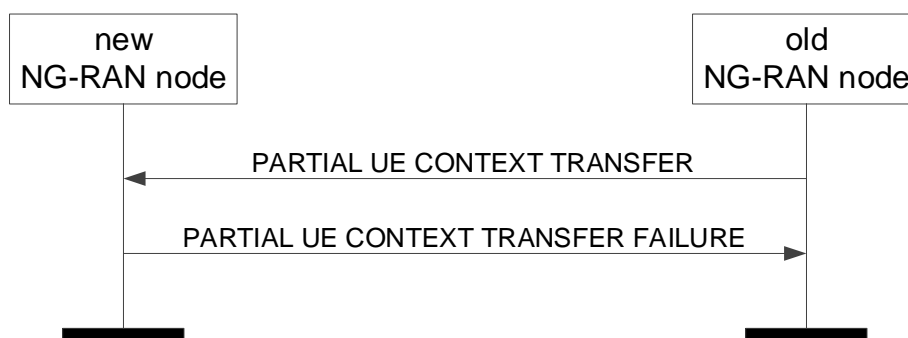 new
NG-RAN node
old
NG-RAN node
PARTIAL UE CONTEXT TRANSFER
PARTIAL UE CONTEXT TRANSFER FAILURE